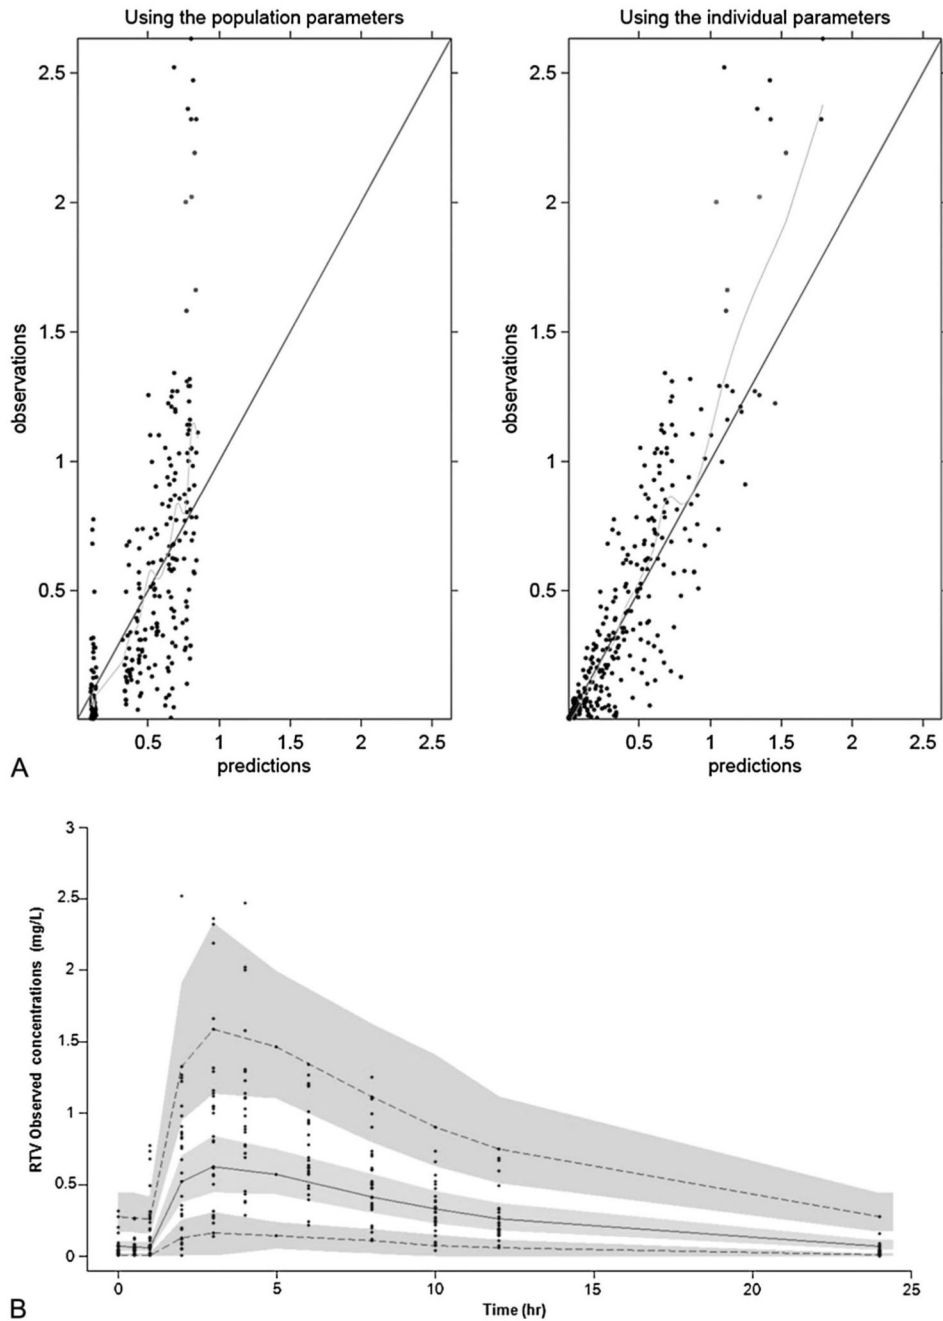 Using the population parameters
Using the individual parameters
2.5
2
1.5
1
0.5
observations
0.5 1 1.5 2 2.5
predictions
2.5
2
1.5
1
0.5
observations
0.5 1 1.5 2 2.5
predictions
A
3
2.5
2
1.5
1
0.5
0
RTV Observed concentrations (mg/L)
0 5 10 15 20 25
Time (hr)
B